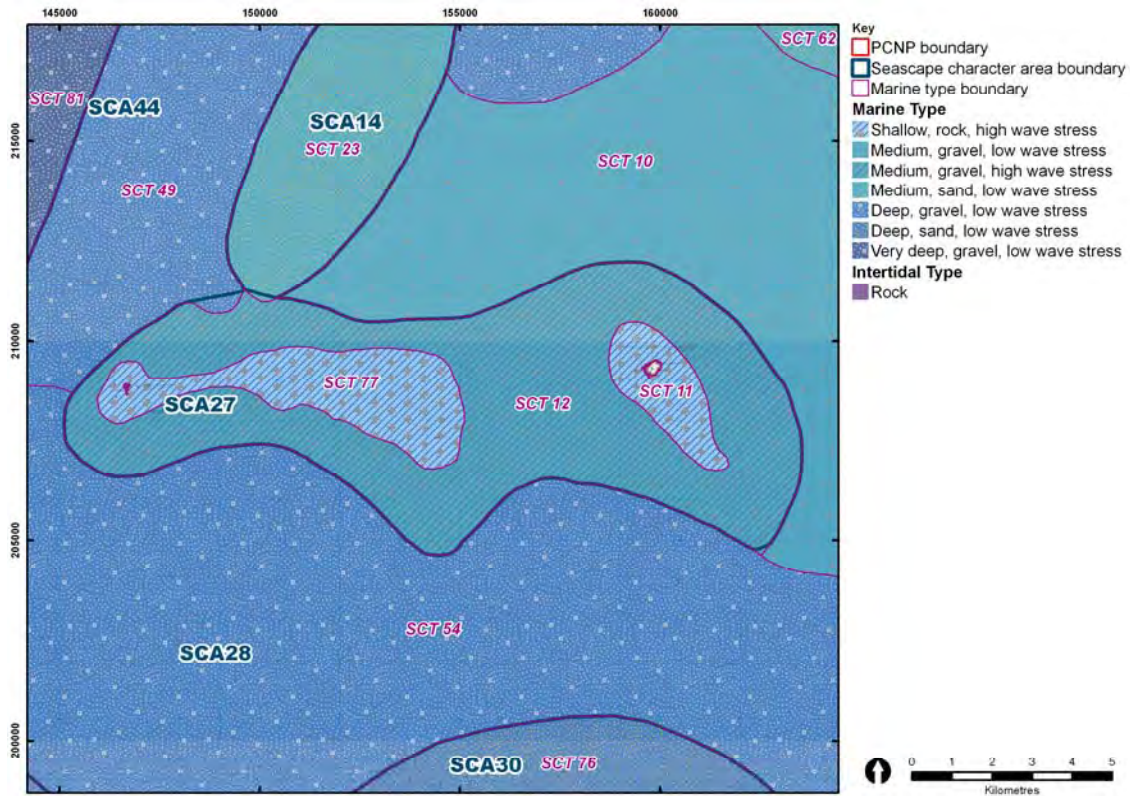 145000 150000 155000 160000
215000
210000
205000
200000
SCT 62
SCT 81
SCA44
SCA14
SCT 23
SCT 10
SCT 49
SCT 77
SCT 11
SCA27
SCT 12
SCT 54
SCA28
SCA30
SCT 76
Key
PCNP boundary
Seascape character area boundary
Marine type boundary
Marine Type
Shallow, rock, high wave stress
Medium, gravel, low wave stress
Medium, gravel, high wave stress
Medium, sand, low wave stress
Deep, gravel, low wave stress
Deep, sand, low wave stress
Very deep, gravel, low wave stress
Intertidal Type
Rock
0 1 2 3 4 5
Kilometres